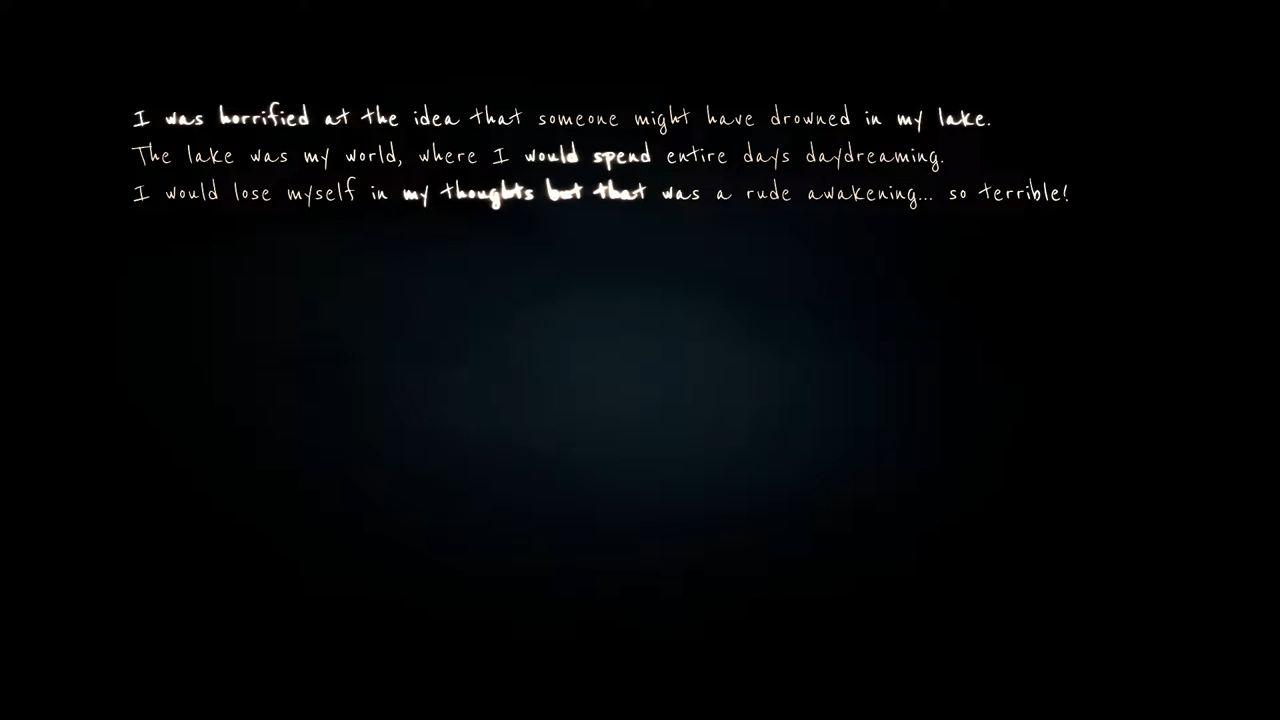 I was horrified at the idea that someone might have drowned in my lake.
The lake was my world, where I would spend entire days daydreaming.
I would lose myself in my thoughts but that was a rude awakening... so terrible!